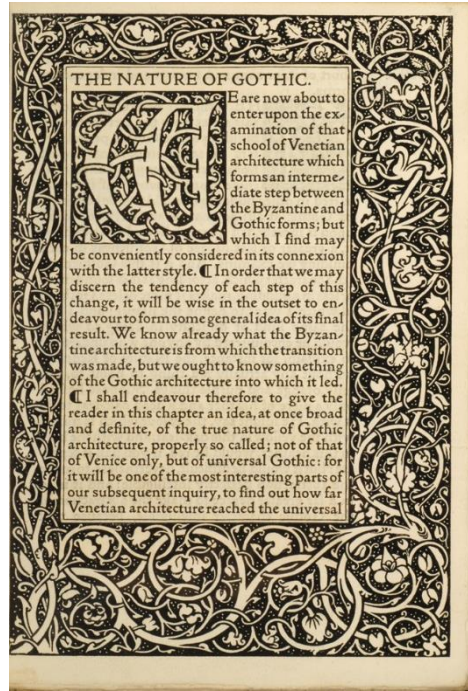 THE NATURE OF GOTHIC.
WE are now about to
enter upon the ex-
amination of that
school of Venetian
architecture which
forms an interme-
diate step between
the Byzantine and
Gothic forms; but
which I find may
be conveniently considered in its connexion
with the latter style. ⁋ In order that we may
discern the tendency of each step of this
change, it will be wise in the outset to en-
deavour to form some general idea of its final
result. We know already what the Byzan-
tine architecture is from which the transition
was made, but we ought to know something
of the Gothic architecture into which it led.
⁋ I shall endeavour therefore to give the
reader in this chapter an idea, at once broad
and definite, of the true nature of Gothic
architecture, properly so called; not of that
of Venice only, but of universal Gothic: for
it will be one of the most interesting parts of
our subsequent inquiry, to find out how far
Venetian architecture reached the universal